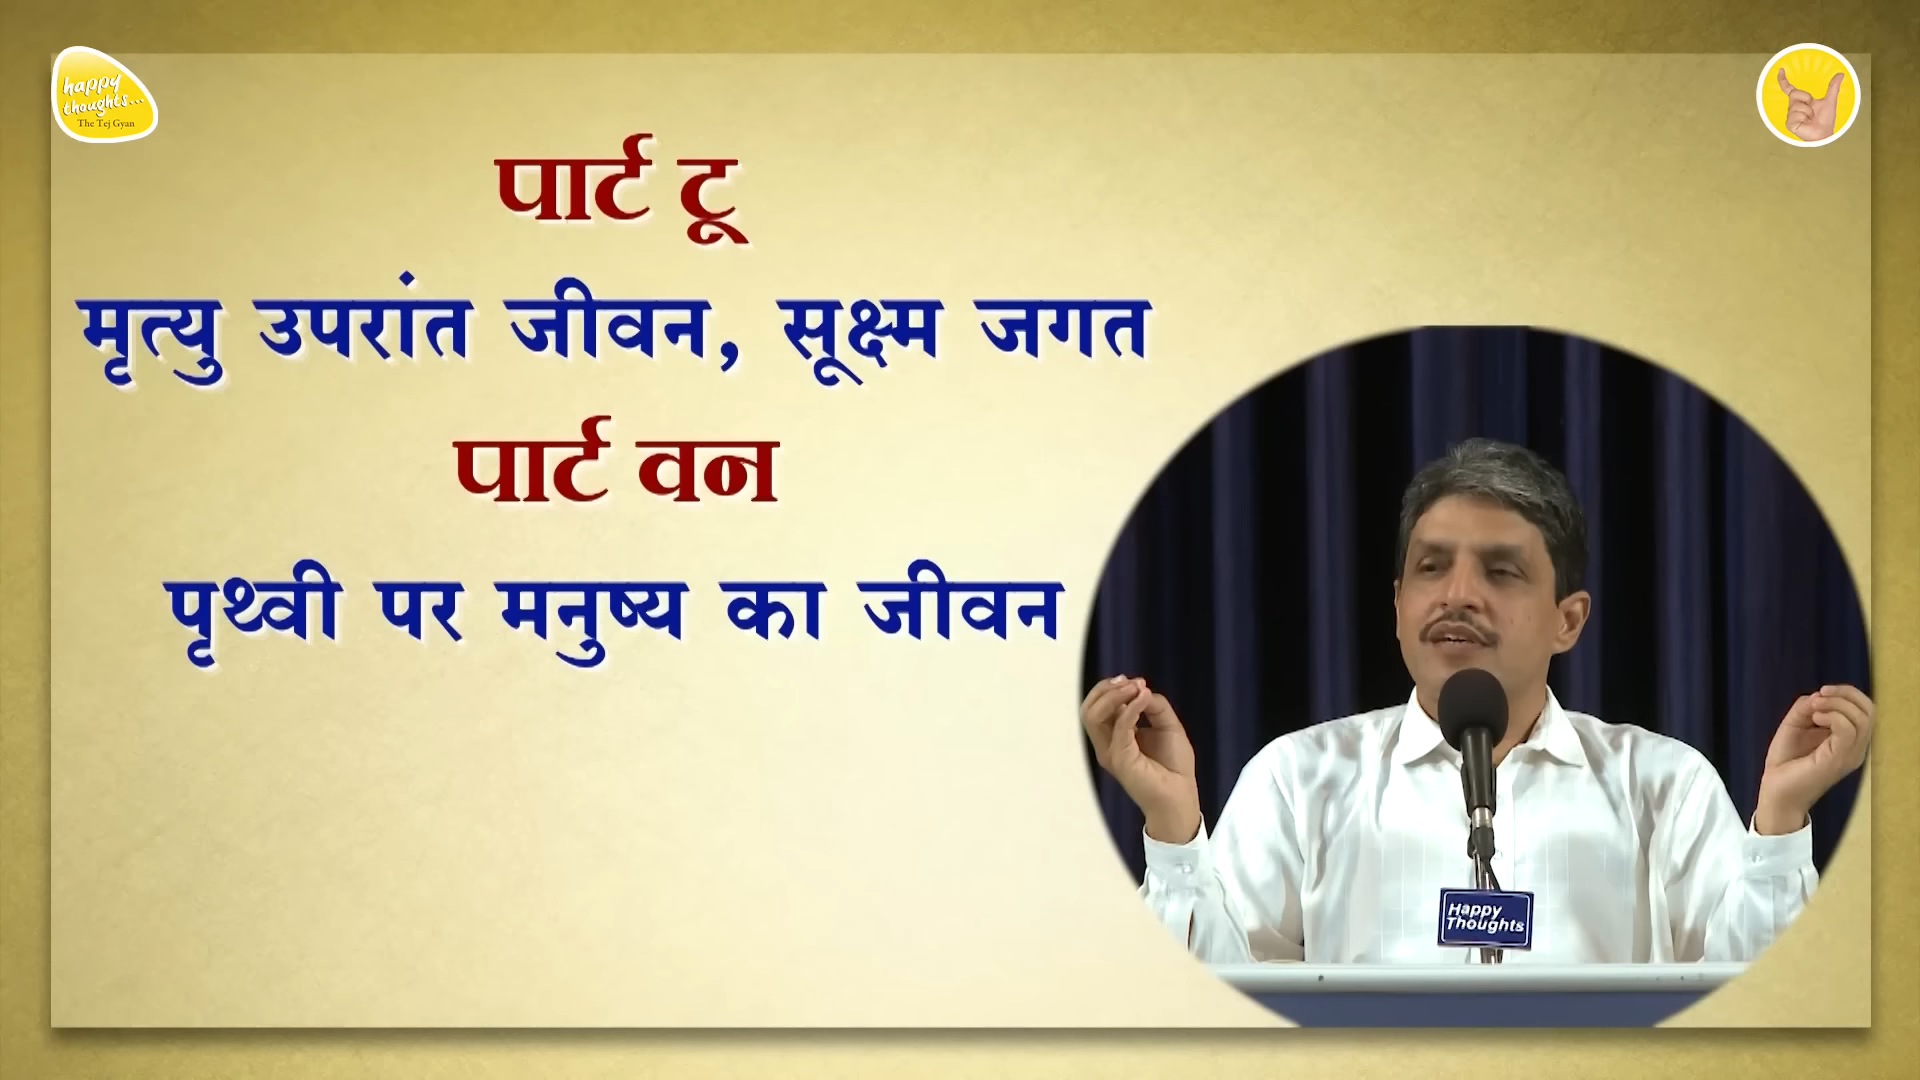 happy
thoughts...
The Tej Gyan
पार्ट टू
मृत्यु उपरांत जीवन, सूक्ष्म जगत
पार्ट वन
पृथ्वी पर मनुष्य का जीवन
Happy
Thoughts